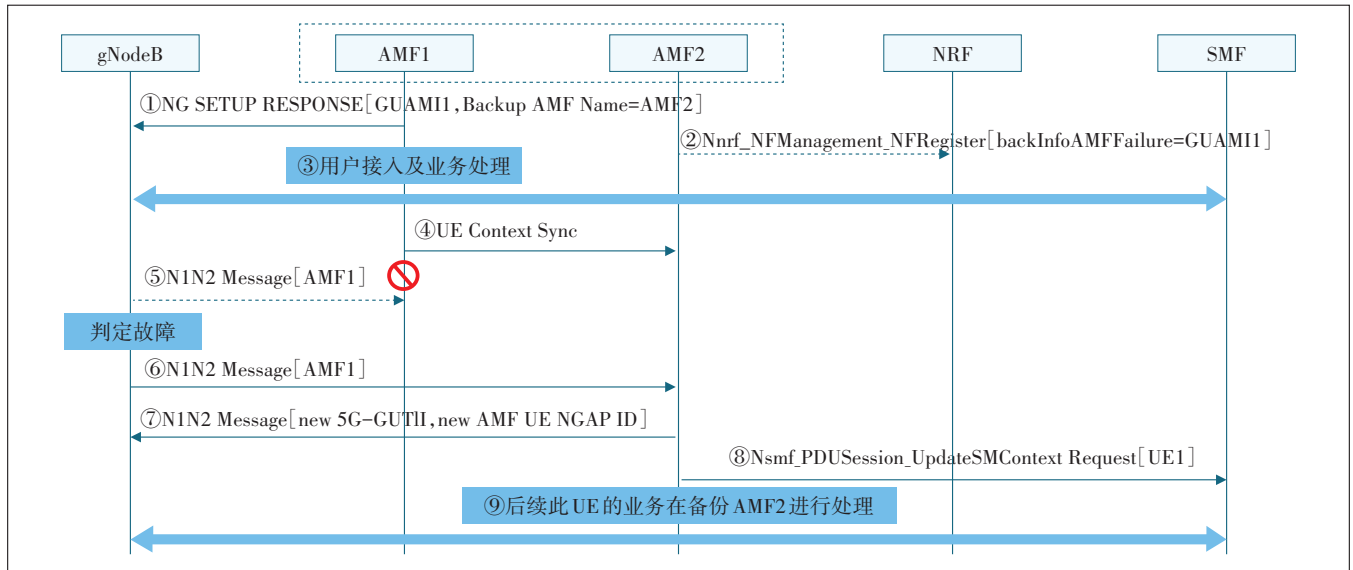 gNodeB
AMF1
AMF2
NRF
SMF
①NG SETUP RESPONSE[GUAMI1,Backup AMF Name=AMF2]
②Nnrf_NFManagement_NFRegister[backInfoAMFFailure=GUAMI1]
③用户接入及业务处理
④UE Context Sync
⑤N1N2 Message[AMF1]
判定故障
⑥N1N2 Message[AMF1]
⑦N1N2 Message[new 5G-GUTlI,new AMF UE NGAP ID]
⑧Nsmf_PDUSession_UpdateSMContext Request[UE1]
⑨后续此UE的业务在备份AMF2进行处理